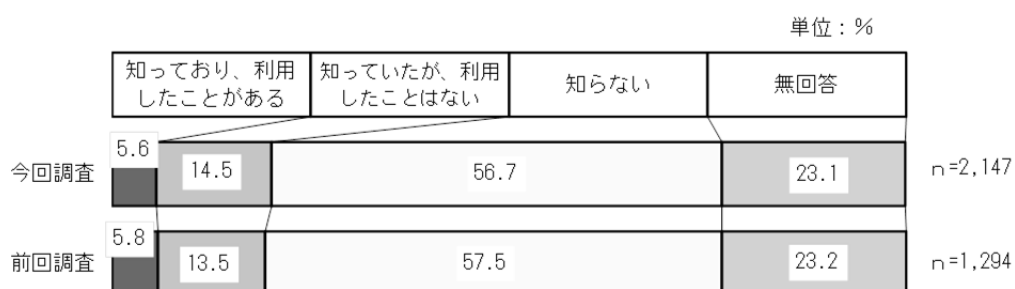 単位：％
知っており、利用
したことがある
知っていたが、利用
したことはない
知らない
無回答
今回調査
5.6
14.5
56.7
23.1
n=2,147
前回調査
5.8
13.5
57.5
23.2
n=1,294